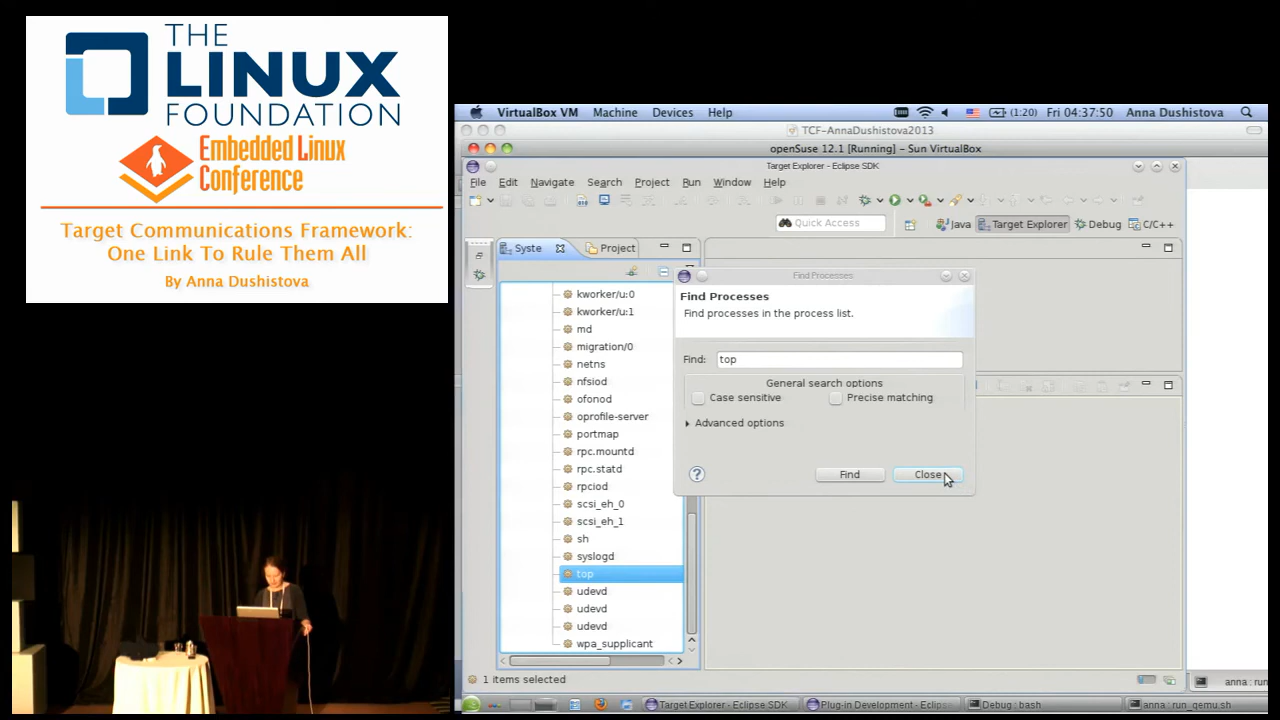 THE
LINUX
FOUNDATION
Embedded Linux
Conference
Target Communications Framework:
One Link To Rule Them All
By Anna Dushistova
VirtualBox VM Machine Devices Help
(1:20) Fri 04:37:50 Anna Dushistova
TCF-AnnaDushistova2013
openSuse 12.1 [Running] – Sun VirtualBox
Target Explorer - Eclipse SDK
File Edit Navigate Search Project Run Window Help
Quick Access
Java Target Explorer Debug C/C++
Syste Project
kworker/u:0
kworker/u:1
md
migration/0
netns
nfsiod
ofonod
oprofile-server
portmap
rpc.mountd
rpc.statd
rpciod
scsi_eh_0
scsi_eh_1
sh
syslogd
top
udevd
udevd
udevd
wpa_supplicant
Find Processes
Find Processes
Find processes in the process list.
Find: top
General search options
Case sensitive Precise matching
Advanced options
? Find Close
1 items selected
anna: run
Target Explorer - Eclipse SDK Plug-in Development - Eclips Debug : bash anna: run_qemu.sh